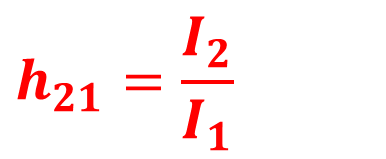 h₂₁ = I₂ / I₁